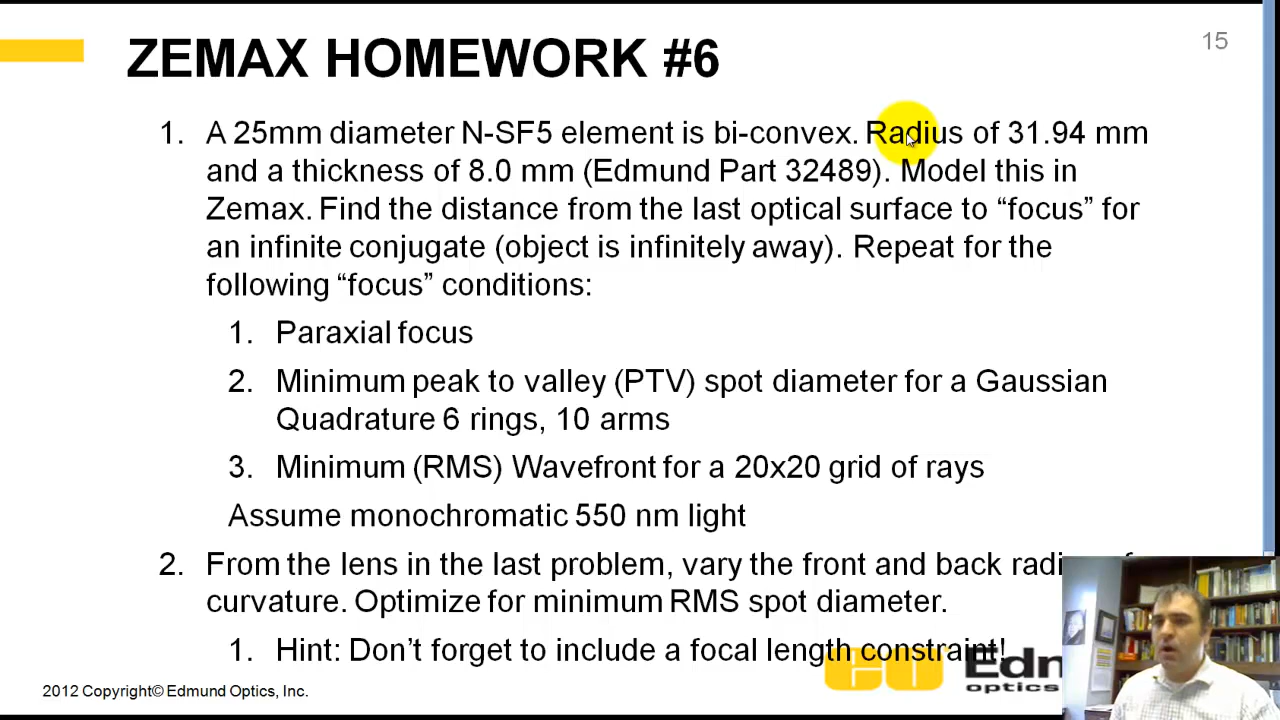 15
ZEMAX HOMEWORK #6
1. A 25mm diameter N-SF5 element is bi-convex. Radius of 31.94 mm
and a thickness of 8.0 mm (Edmund Part 32489). Model this in
Zemax. Find the distance from the last optical surface to “focus” for
an infinite conjugate (object is infinitely away). Repeat for the
following “focus” conditions:
1. Paraxial focus
2. Minimum peak to valley (PTV) spot diameter for a Gaussian
Quadrature 6 rings, 10 arms
3. Minimum (RMS) Wavefront for a 20x20 grid of rays
Assume monochromatic 550 nm light
2. From the lens in the last problem, vary the front and back
curvature. Optimize for minimum RMS spot diameter.
1. Hint: Don’t forget to include a focal length constraint!
EO
optics
2012 Copyright© Edmund Optics, Inc.